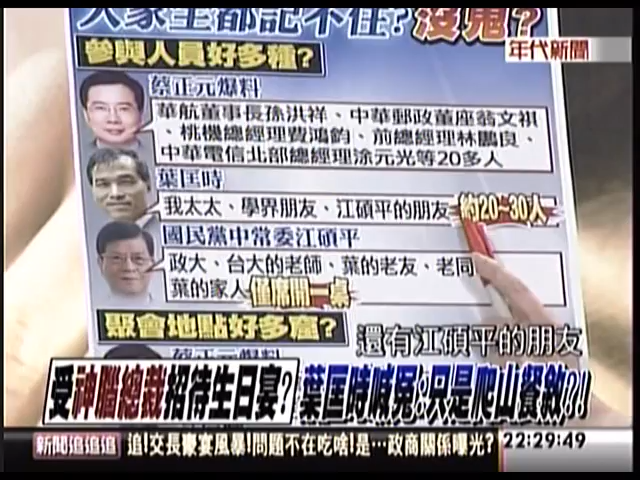 大家全都記不住?沒鬼?
年代新聞
參與人員好多種?
蔡正元爆料
華航董事長孫洪祥、中華郵政董座翁文祺
、桃機總經理費鴻鈞、前總經理林鵬良、
中華電信北部總經理涂元光等20多人
葉匡時
我太太、學界朋友、江碩平的朋友 約20~30人
國民黨中常委江碩平
政大、台大的老師、葉的老友、老同
葉的家人 僅席開一桌
聚會地點好多窟?
還有江碩平的朋友
蔡正元爆料
受神腦總裁招待生日宴?葉匡時喊冤:只是爬山餐敘?!
新聞追追追 追!交長豪宴風暴!問題不在吃啥!是…政商關係曝光? 22:29:49